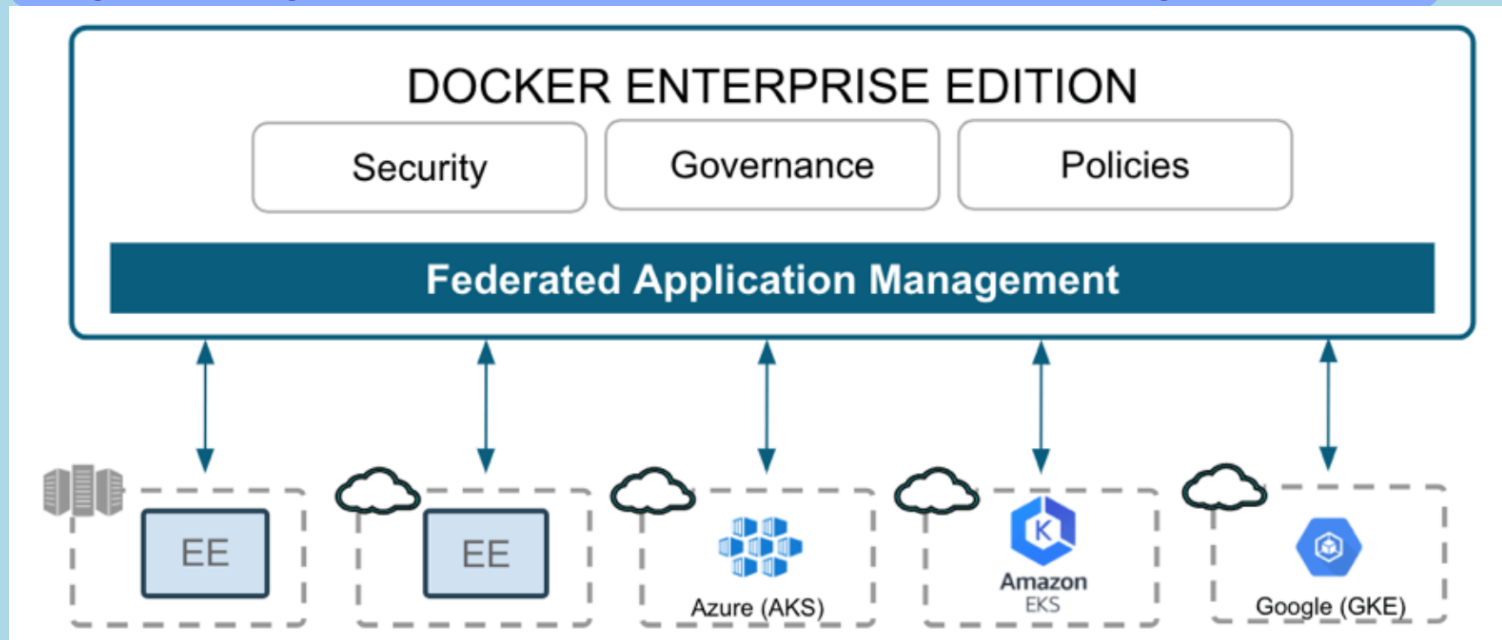 DOCKER ENTERPRISE EDITION
Security
Governance
Policies
Federated Application Management
EE
EE
Azure (AKS)
K
Amazon
EKS
Google (GKE)